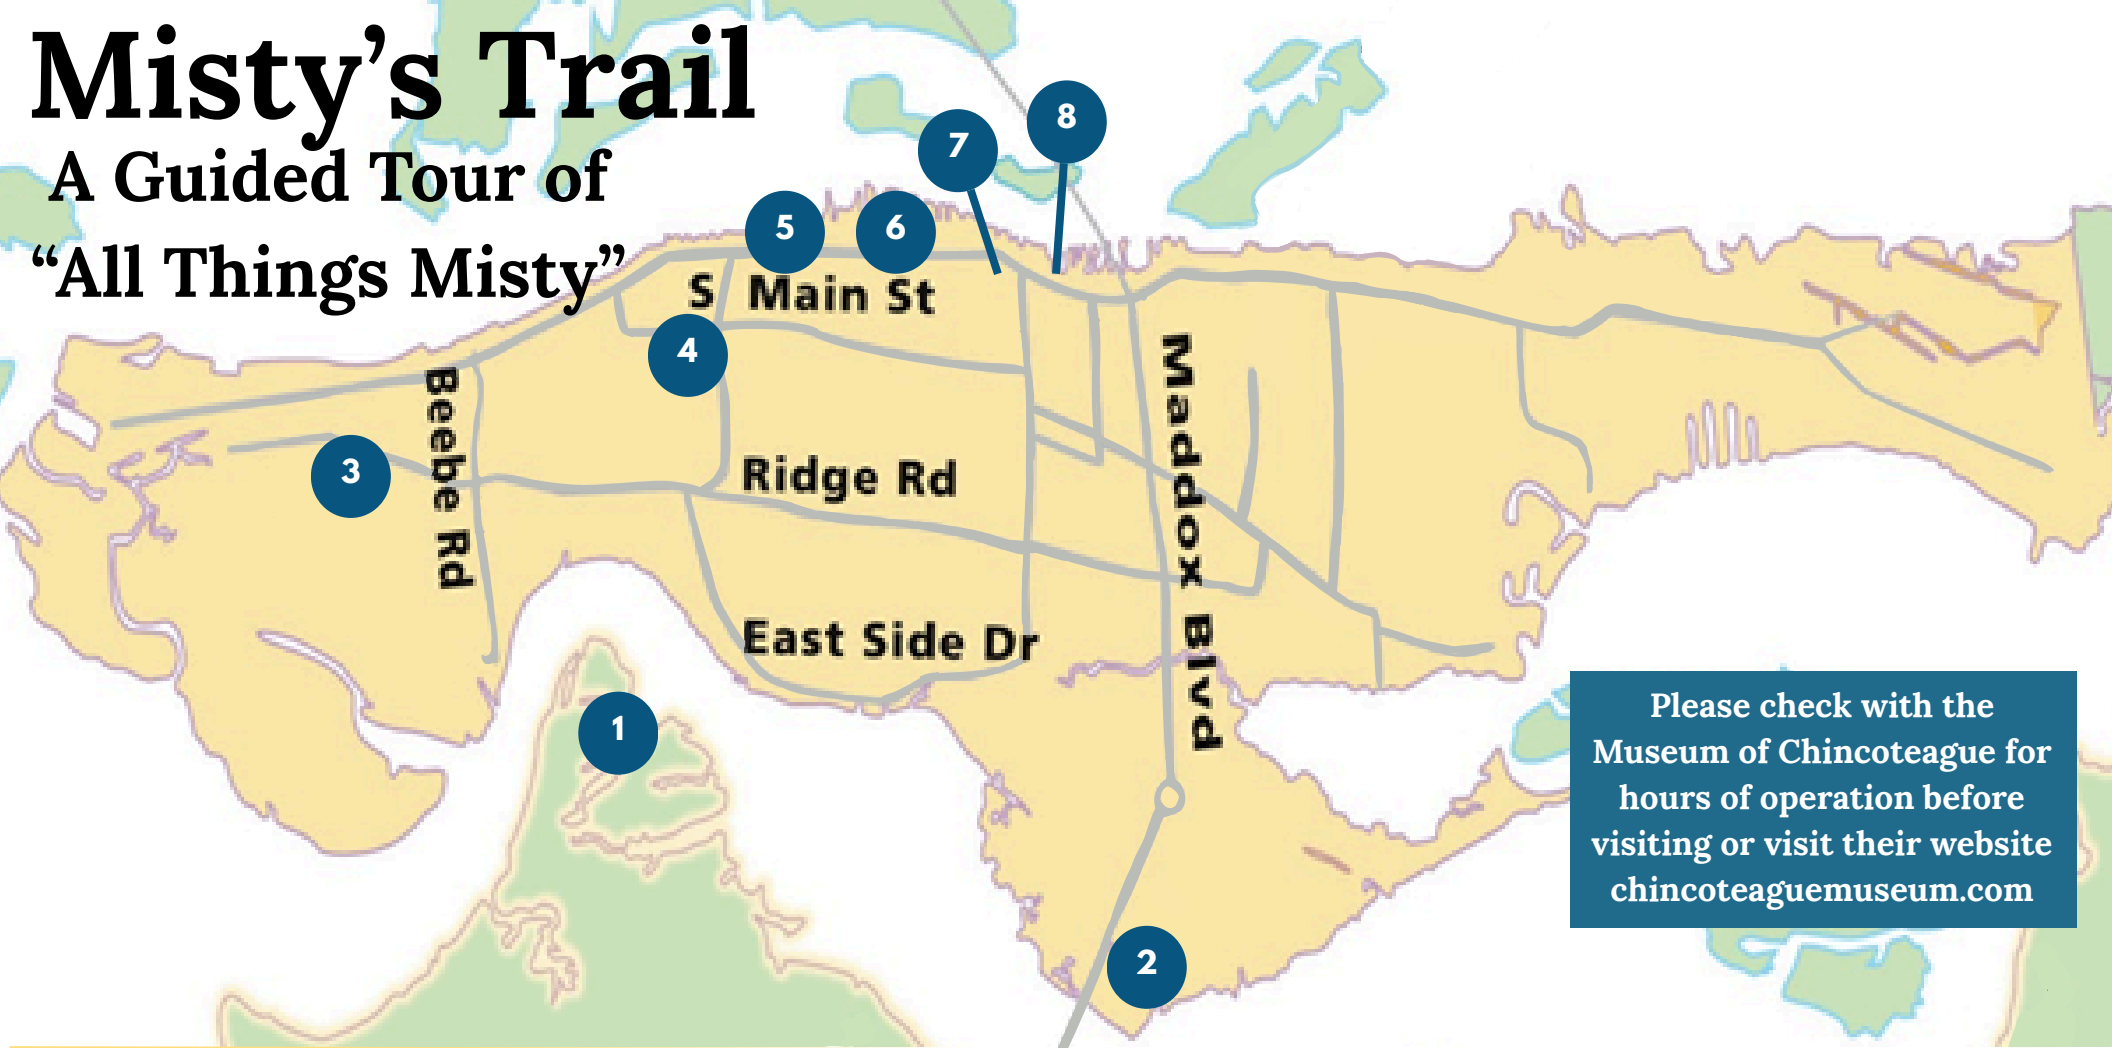 Misty’s Trail
A Guided Tour of
“All Things Misty”
7
8
5
6
S Main St
4
Beebe Rd
Maddox Blvd
3
Ridge Rd
East Side Dr
1
2
Please check with the
Museum of Chincoteague for
hours of operation before
visiting or visit their website
chincoteaguemuseum.com